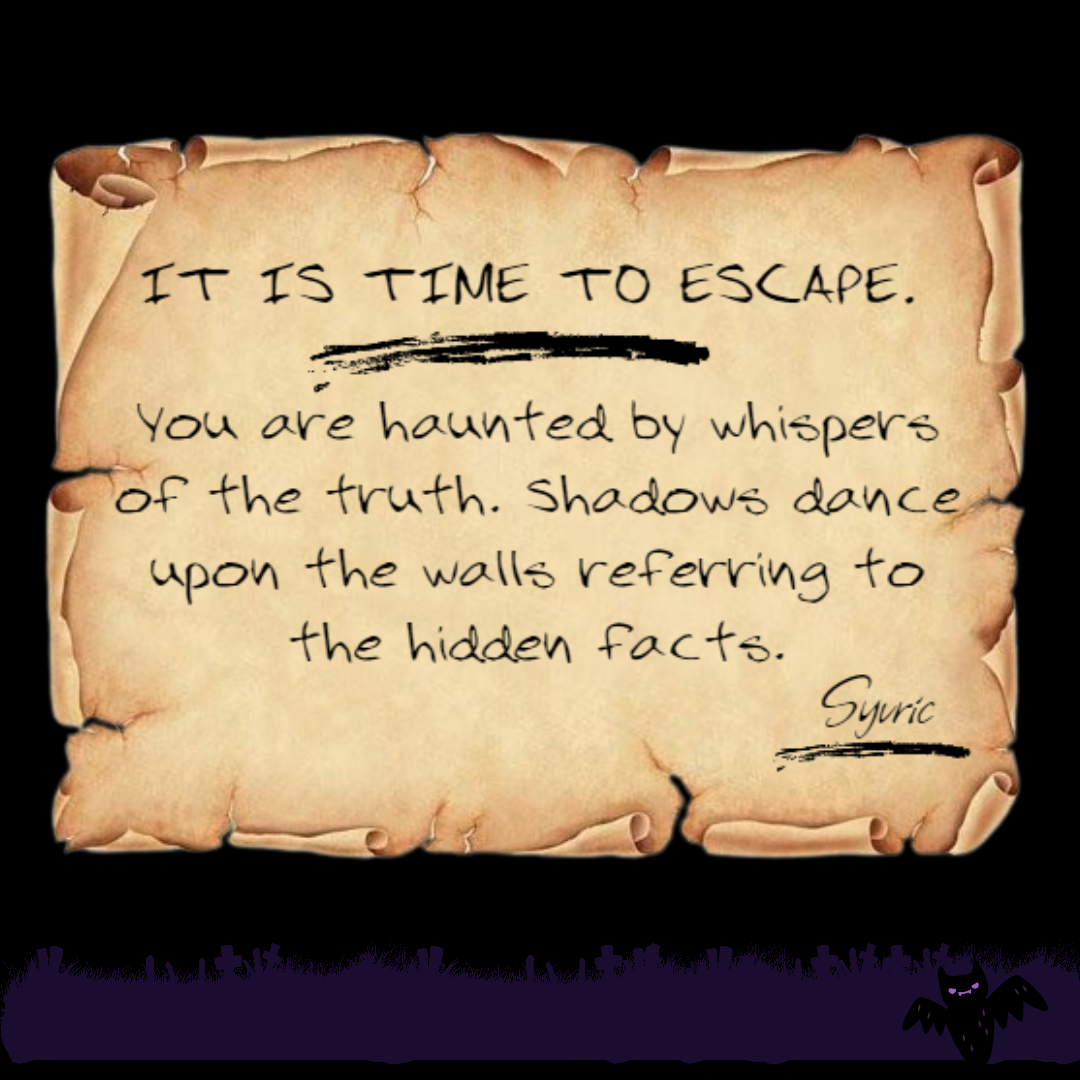 IT IS TIME TO ESCAPE.
You are haunted by whispers
of the truth. Shadows dance
upon the walls referring to
the hidden facts.
Syuric